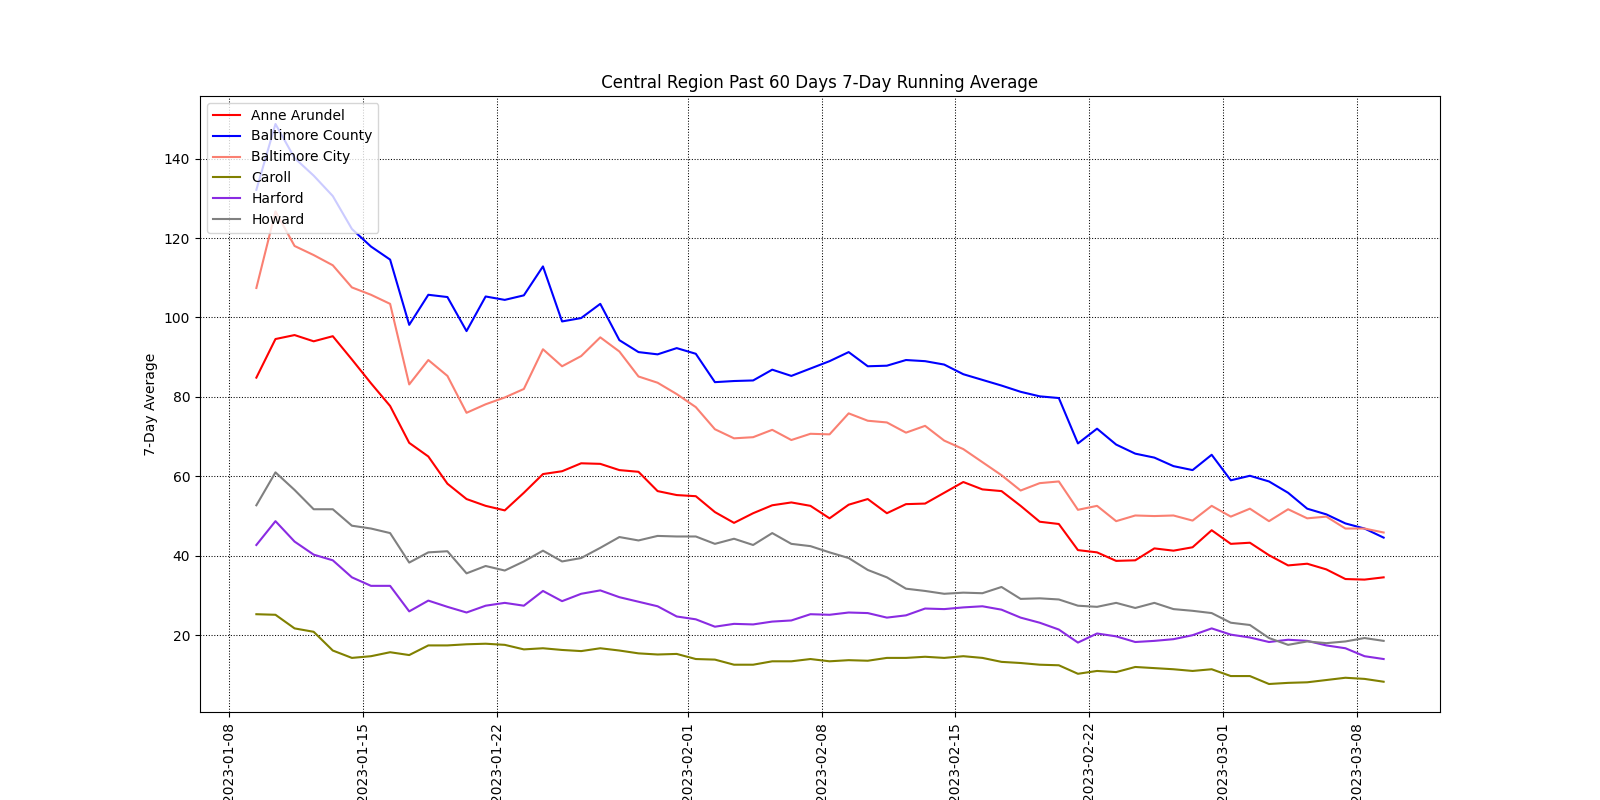 Central Region Past 60 Days 7-Day Running Average
Anne Arundel
Baltimore County
Baltimore City
Caroll
Harford
Howard
7-Day Average
140
120
100
80
60
40
20
2023-01-08
2023-01-15
2023-01-22
2023-02-01
2023-02-08
2023-02-15
2023-02-22
2023-03-01
2023-03-08